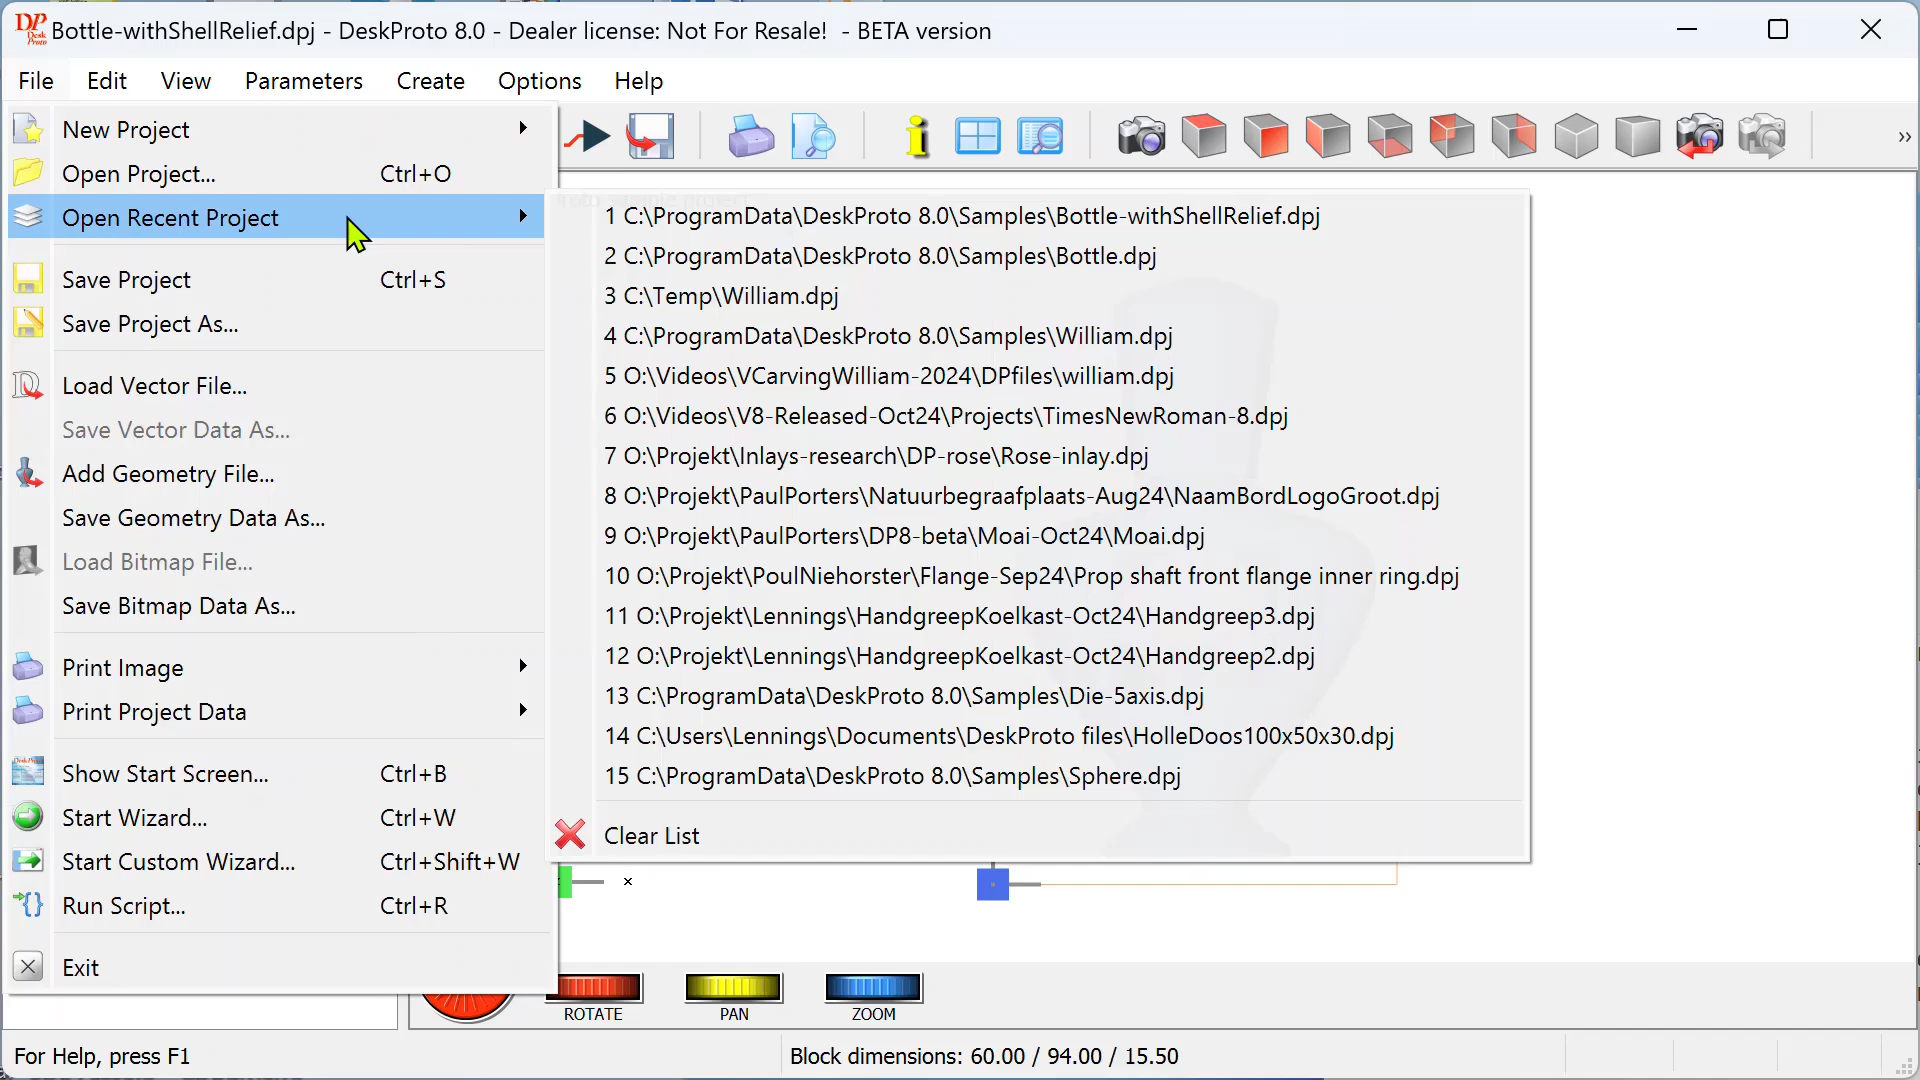 DP Desk Proto
Bottle-withShellRelief.dpj - DeskProto 8.0 - Dealer license: Not For Resale! - BETA version
File Edit View Parameters Create Options Help
New Project
Open Project... Ctrl+O
Open Recent Project
Save Project Ctrl+S
Save Project As...
Load Vector File...
Save Vector Data As...
Add Geometry File...
Save Geometry Data As...
Load Bitmap File...
Save Bitmap Data As...
Print Image
Print Project Data
Show Start Screen... Ctrl+B
Start Wizard... Ctrl+W
Start Custom Wizard... Ctrl+Shift+W
Run Script... Ctrl+R
Exit
1 C:\ProgramData\DeskProto 8.0\Samples\Bottle-withShellRelief.dpj
2 C:\ProgramData\DeskProto 8.0\Samples\Bottle.dpj
3 C:\Temp\William.dpj
4 C:\ProgramData\DeskProto 8.0\Samples\William.dpj
5 O:\Videos\VCarvingWilliam-2024\DPfiles\william.dpj
6 O:\Videos\V8-Released-Oct24\Projects\TimesNewRoman-8.dpj
7 O:\Projekt\Inlays-research\DP-rose\Rose-inlay.dpj
8 O:\Projekt\PaulPorters\Natuurbegraafplaats-Aug24\NaamBordLogoGroot.dpj
9 O:\Projekt\PaulPorters\DP8-beta\Moai-Oct24\Moai.dpj
10 O:\Projekt\PoulNiehorster\Flange-Sep24\Prop shaft front flange inner ring.dpj
11 O:\Projekt\Lennings\HandgreepKoelkast-Oct24\Handgreep3.dpj
12 O:\Projekt\Lennings\HandgreepKoelkast-Oct24\Handgreep2.dpj
13 C:\ProgramData\DeskProto 8.0\Samples\Die-5axis.dpj
14 C:\Users\Lennings\Documents\DeskProto files\HolleDoos100x50x30.dpj
15 C:\ProgramData\DeskProto 8.0\Samples\Sphere.dpj
Clear List
x
ROTATE PAN ZOOM
For Help, press F1
Block dimensions: 60.00 / 94.00 / 15.50